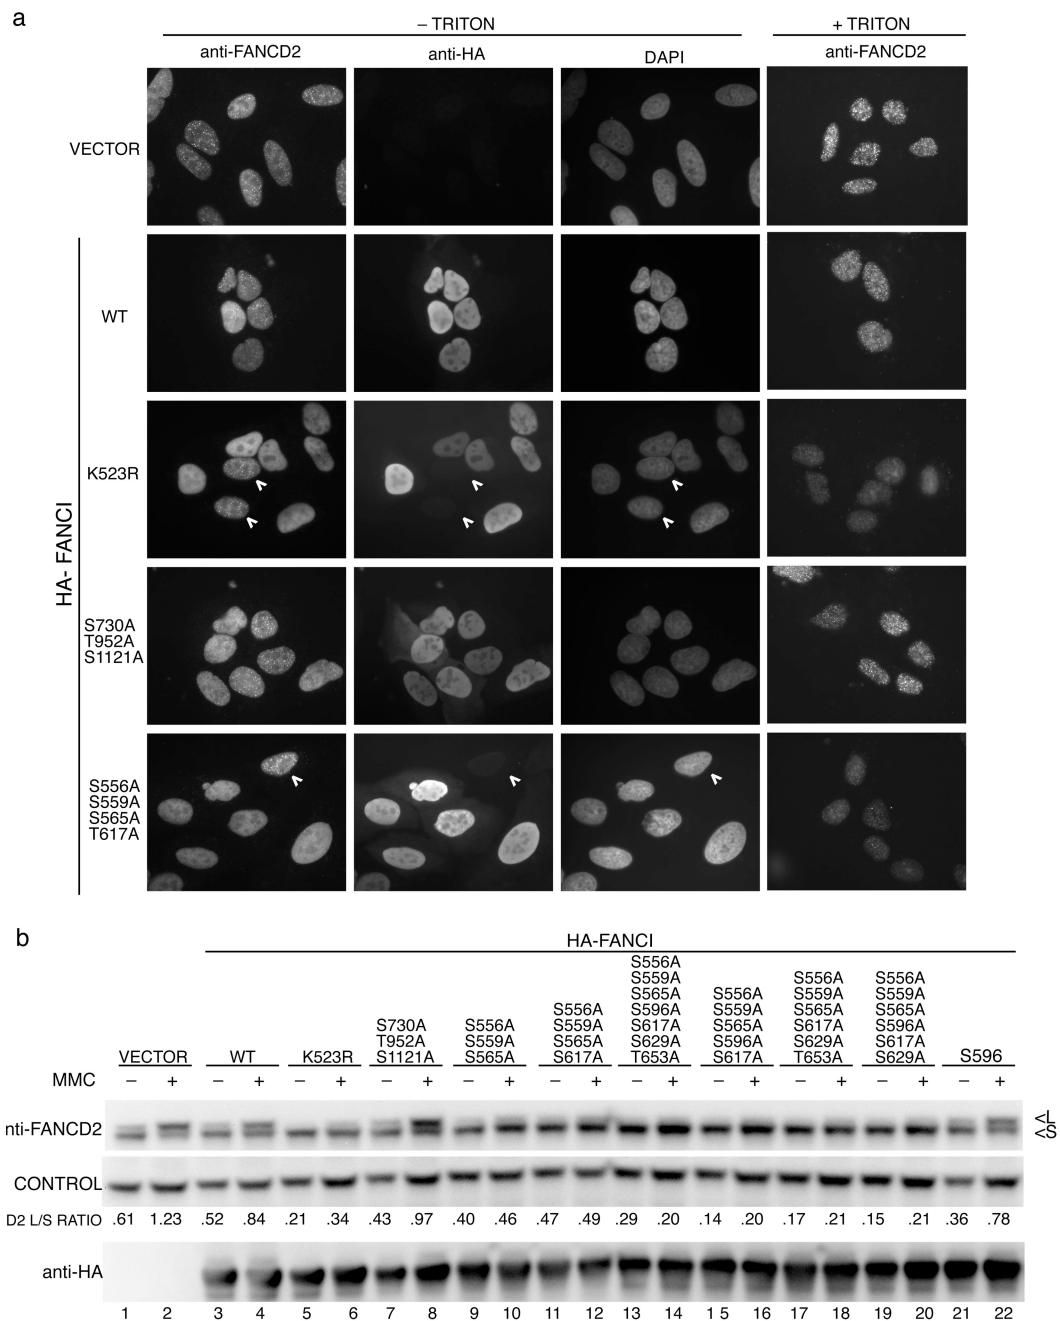 a
– TRITON
+ TRITON
anti-FANCD2
anti-HA
DAPI
anti-FANCD2
VECTOR
WT
K523R
S730A
T952A
S1121A
S556A
S559A
S565A
T617A
HA- FANCI
b
HA-FANCI
VECTOR
WT
K523R
S730A
T952A
S1121A
S556A
S559A
S565A
S556A
S559A
S565A
S617A
S556A
S559A
S565A
S596A
S617A
S629A
T653A
S556A
S559A
S565A
S596A
S617A
S556A
S559A
S565A
S617A
S629A
T653A
S556A
S559A
S565A
S596A
S617A
S629A
S596
MMC – + – + – + – + – + – + – + – + – + – + – +
nti-FANCD2
<L
<S
CONTROL
D2 L/S RATIO .61 1.23 .52 .84 .21 .34 .43 .97 .40 .46 .47 .49 .29 .20 .14 .20 .17 .21 .15 .21 .36 .78
anti-HA
1 2 3 4 5 6 7 8 9 10 11 12 13 14 1 5 16 17 18 19 20 21 22